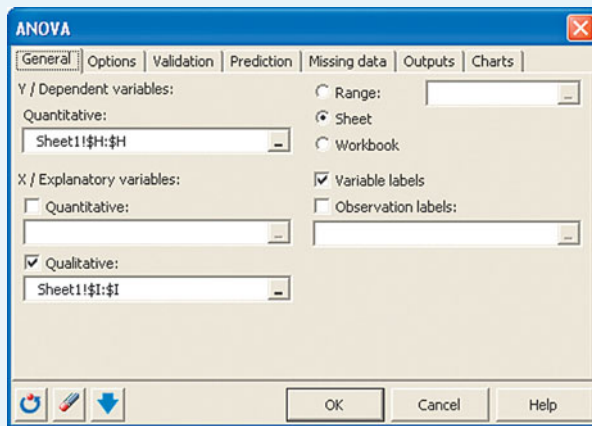 ANOVA
General Options Validation Prediction Missing data Outputs Charts
Y / Dependent variables:
Quantitative:
Sheet1!$H:$H
X / Explanatory variables:
Quantitative:
Qualitative:
Sheet1!$I:$I
Range:
Sheet
Workbook
Variable labels
Observation labels:
OK Cancel Help